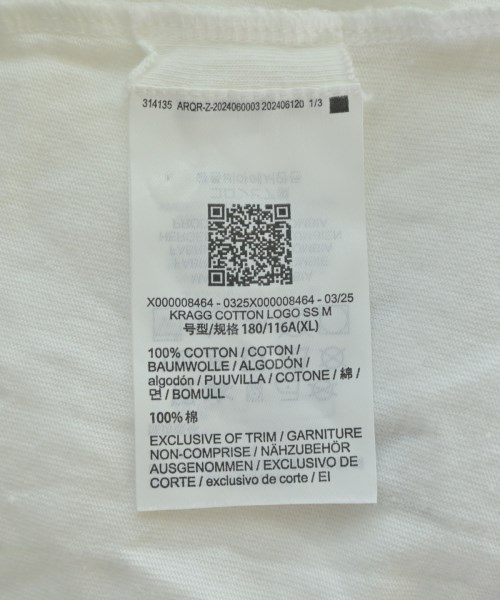 314135 ARQR-Z-2024060003 202406120 1/3
X000008464 - 0325X000008464 - 03/25
KRAGG COTTON LOGO SS M
号型/规格 180/116A(XL)
100% COTTON / COTON /
BAUMWOLLE / ALGODÓN /
algodón / PUUVILLA / COTONE / 綿 /
면 / BOMULL
100% 棉
EXCLUSIVE OF TRIM / GARNITURE
NON-COMPRISE / NÄHZUBEHÖR
AUSGENOMMEN / EXCLUSIVO DE
CORTE / exclusivo de corte / EI